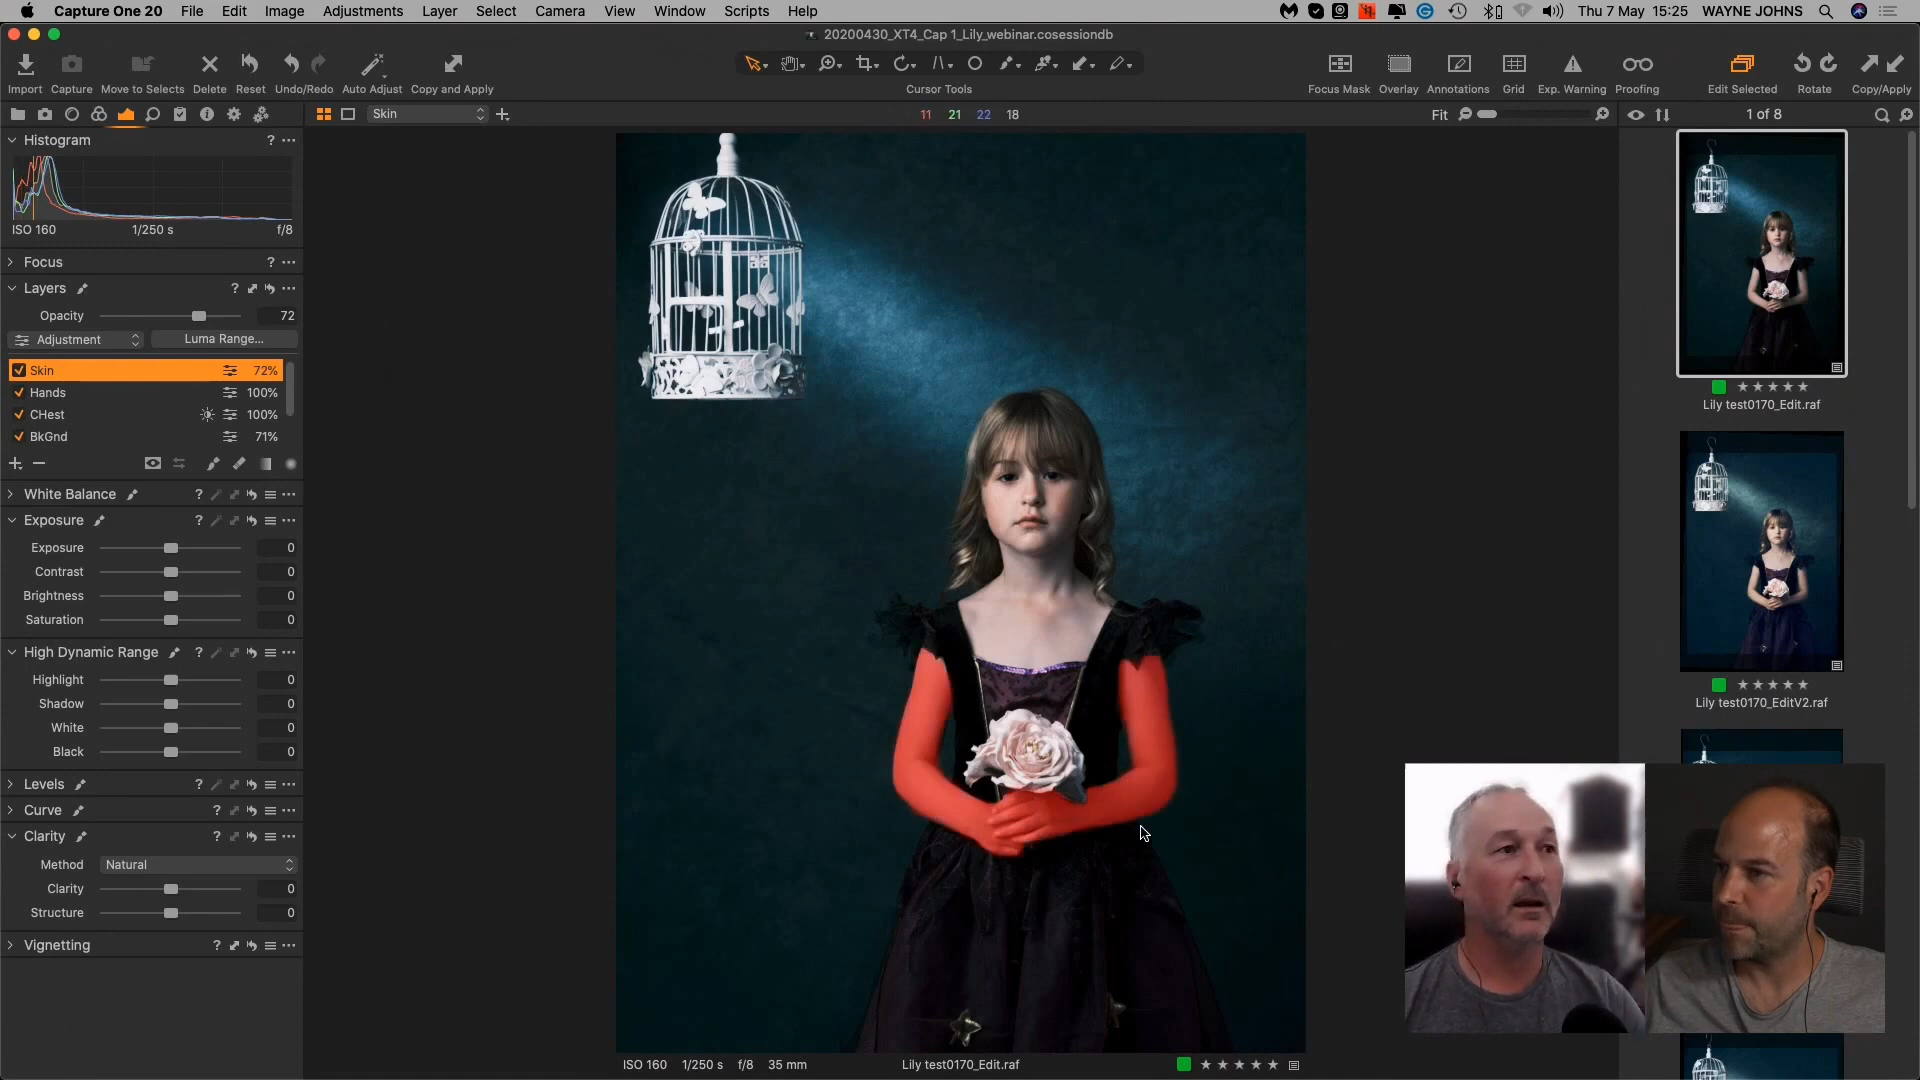 Capture One 20 File Edit Image Adjustments Layer Select Camera View Window Scripts Help Thu 7 May 15:25 WAYNE JOHNS
20200430_XT4_Cap 1_Lily_webinar.cosessiondb
Import Capture Move to Selects Delete Reset Undo/Redo Auto Adjust Copy and Apply Cursor Tools Focus Mask Overlay Annotations Grid Exp. Warning Proofing Edit Selected Rotate Copy/Apply
Skin 11 21 22 18 Fit 1 of 8
Histogram ?
ISO 160 1/250 s f/8
Focus ?
Layers ?
Opacity 72
Adjustment Luma Range...
Skin 72%
Hands 100%
CHest 100%
BkGnd 71%
White Balance ?
Exposure ?
Exposure 0
Contrast 0
Brightness 0
Saturation 0
High Dynamic Range ?
Highlight 0
Shadow 0
White 0
Black 0
Levels ?
Curve ?
Clarity ?
Method Natural
Clarity 0
Structure 0
Vignetting ?
Lily test0170_Edit.raf
Lily test0170_EditV2.raf
ISO 160 1/250 s f/8 35 mm Lily test0170_Edit.raf